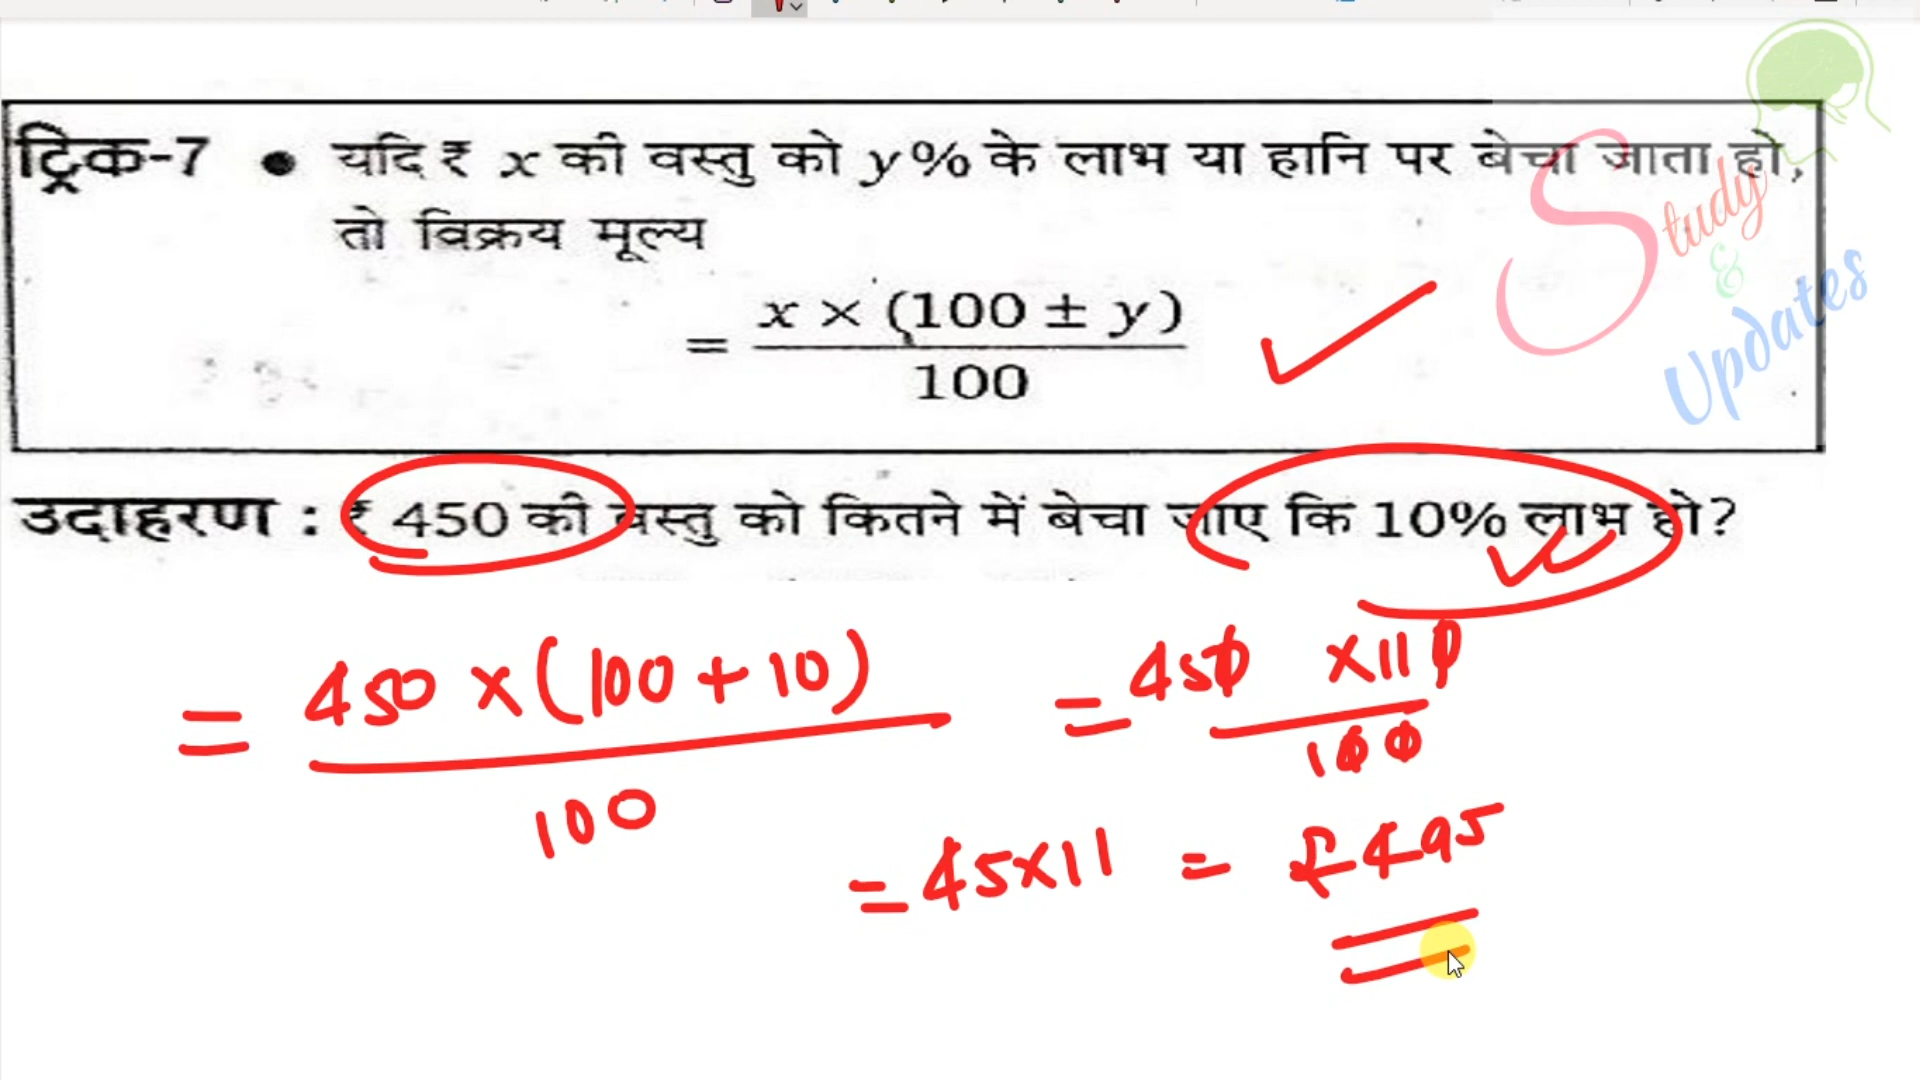 ट्रिक-7 ● यदि ₹ x की वस्तु को y% के लाभ या हानि पर बेचा जाता हो,
तो विक्रय मूल्य
= x × (100 ± y)
100
Study
&
Updates
उदाहरण : ₹ 450 की वस्तु को कितने में बेचा जाए कि 10% लाभ हो?
= 450 × (100 + 10)
100
= 450 × 110
100
= 45×11 = ₹495